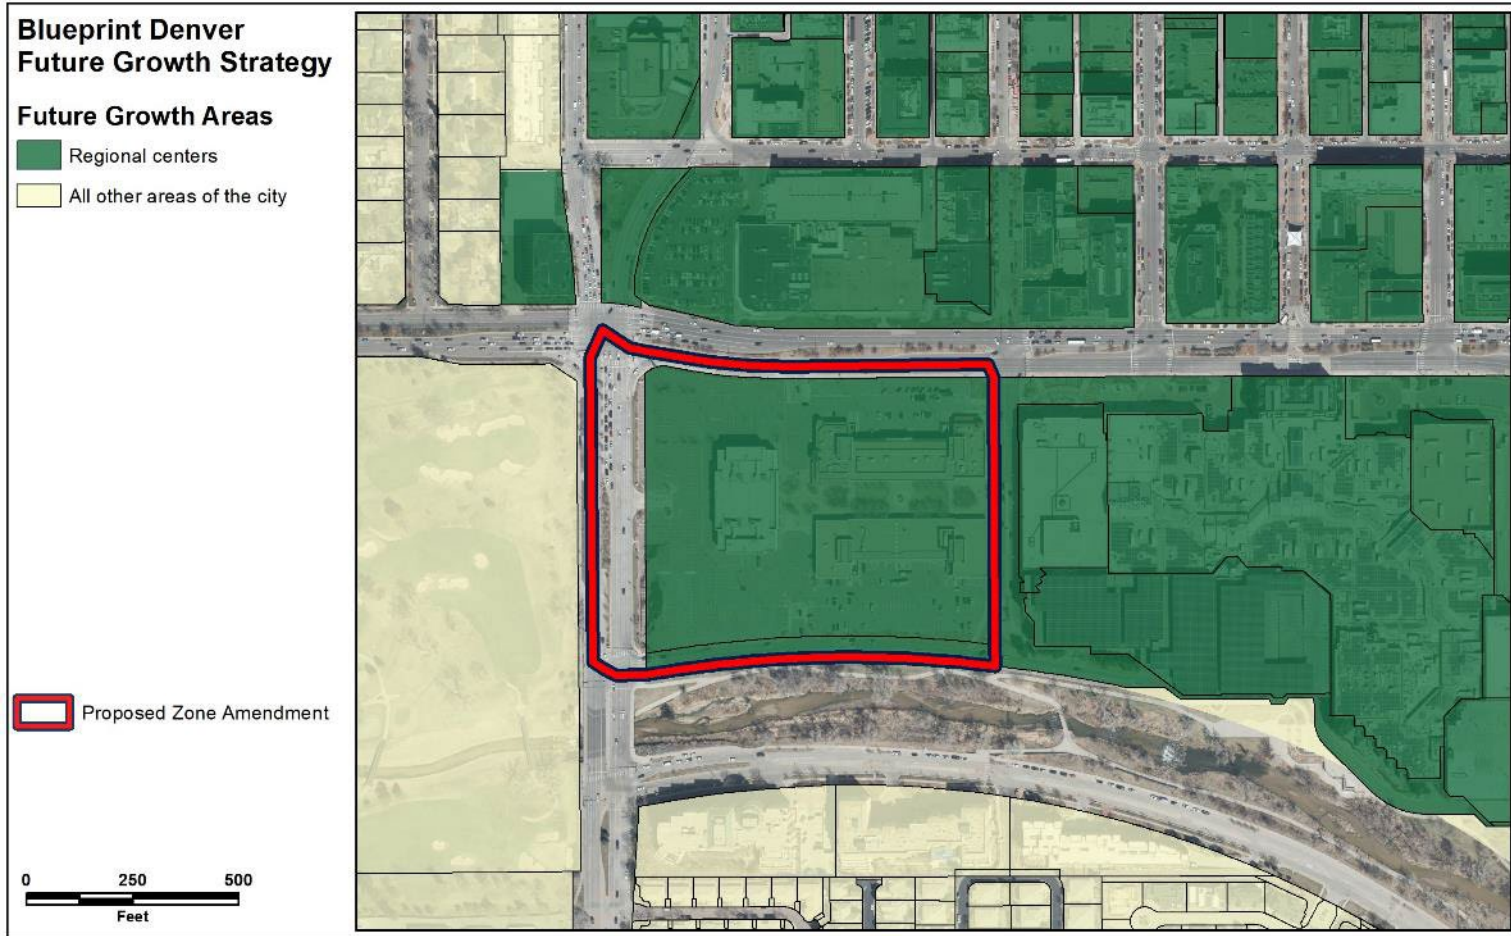 Blueprint Denver
Future Growth Strategy
Future Growth Areas
Regional centers
All other areas of the city
Proposed Zone Amendment
0 250 500
Feet